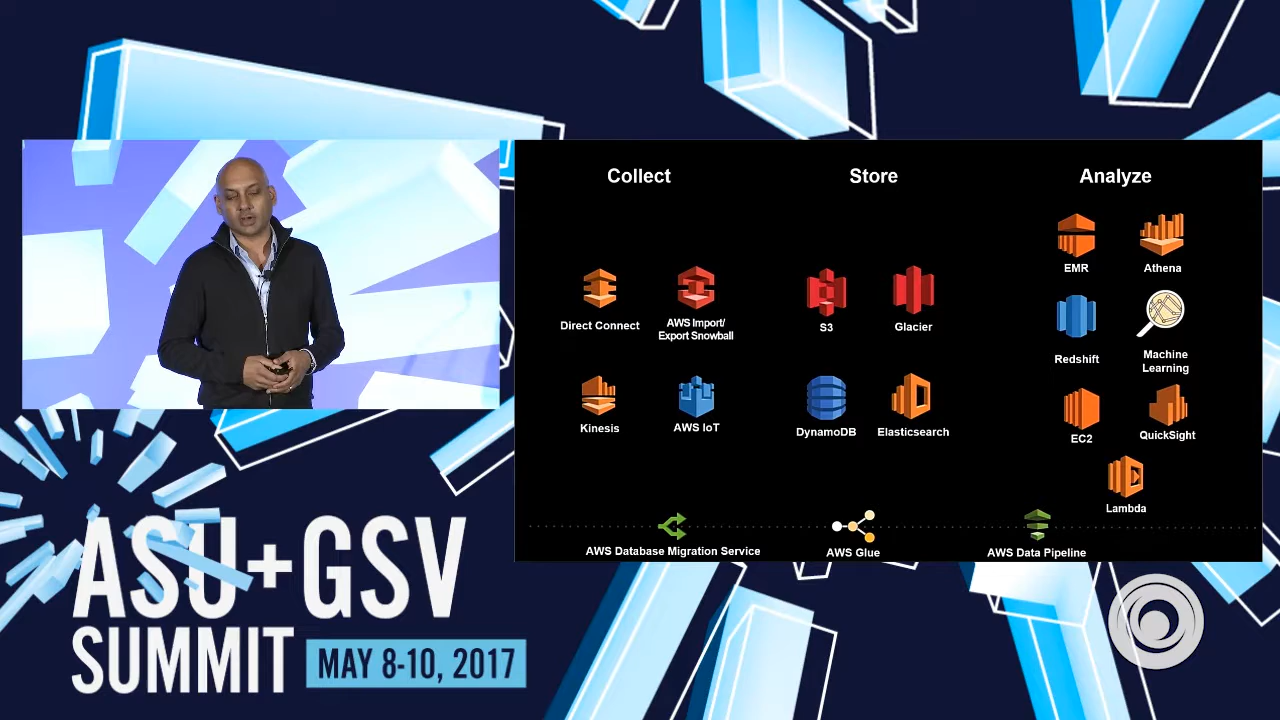 Collect
Store
Analyze
EMR
Athena
Direct Connect
AWS Import/
Export Snowball
S3
Glacier
Redshift
Machine
Learning
Kinesis
AWS IoT
DynamoDB
Elasticsearch
EC2
QuickSight
Lambda
AWS Database Migration Service
AWS Glue
AWS Data Pipeline
ASU+GSV
SUMMIT
MAY 8-10, 2017